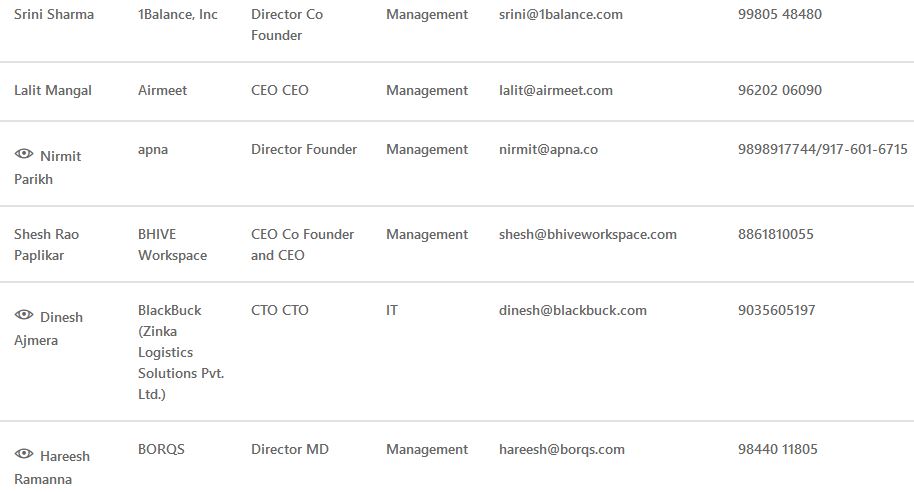 Srini Sharma 1Balance, Inc Director Co Management srini@1balance.com 99805 48480
Founder
Lalit Mangal Airmeet CEO CEO Management lalit@airmeet.com 96202 06090
Nirmit apna Director Founder Management nirmit@apna.co 9898917744/917-601-6715
Parikh
Shesh Rao BHIVE CEO Co Founder Management shesh@bhiveworkspace.com 8861810055
Paplikar Workspace and CEO
Dinesh BlackBuck CTO CTO IT dinesh@blackbuck.com 9035605197
Ajmera (Zinka
Logistics
Solutions Pvt.
Ltd.)
Hareesh BORQS Director MD Management hareesh@borqs.com 98440 11805
Ramanna